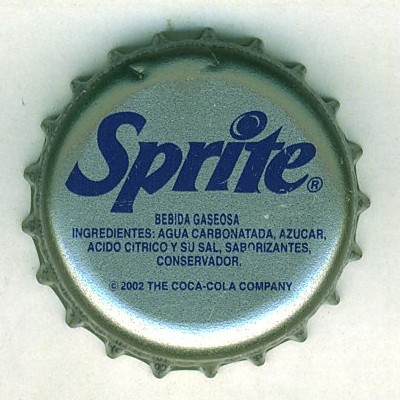 Sprite®
BEBIDA GASEOSA
INGREDIENTES: AGUA CARBONATADA, AZUCAR,
ACIDO CITRICO Y SU SAL, SABORIZANTES,
CONSERVADOR.
© 2002 THE COCA-COLA COMPANY